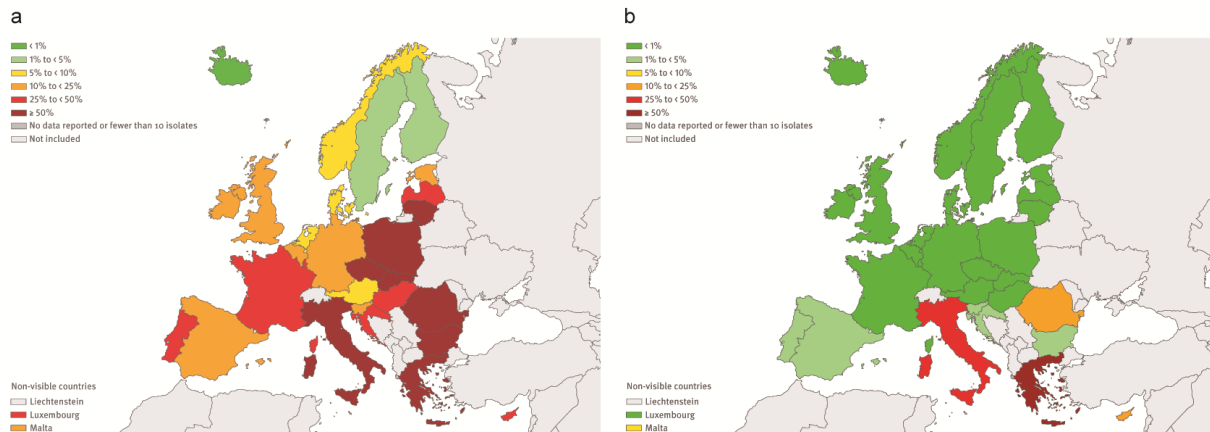 a
< 1%
1% to < 5%
5% to < 10%
10% to < 25%
25% to < 50%
≥ 50%
No data reported or fewer than 10 isolates
Not included
Non-visible countries
Liechtenstein
Luxembourg
Malta
b
< 1%
1% to < 5%
5% to < 10%
10% to < 25%
25% to < 50%
≥ 50%
No data reported or fewer than 10 isolates
Not included
Non-visible countries
Liechtenstein
Luxembourg
Malta